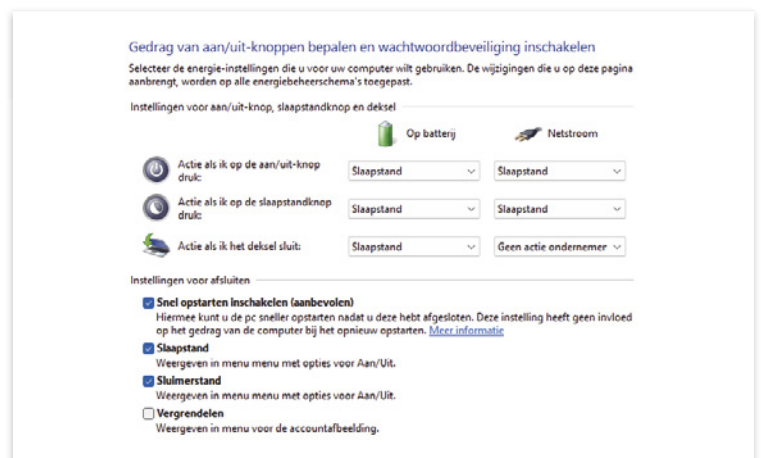 Gedrag van aan/uit-knoppen bepalen en wachtwoordbeveiliging inschakelen
Selecteer de energie-instellingen die u voor uw computer wilt gebruiken. De wijzigingen die u op deze pagina
aanbrengt, worden op alle energiebeheerschema's toegepast.
Instellingen voor aan/uit-knop, slaapstandknop en deksel
Op batterij Netstroom
Actie als ik op de aan/uit-knop
druk: Slaapstand Slaapstand
Actie als ik op de slaapstandknop
druk: Slaapstand Slaapstand
Actie als ik het deksel sluit: Slaapstand Geen actie ondernemer
Instellingen voor afsluiten
Snel opstarten inschakelen (aanbevolen)
Hiermee kunt u de pc sneller opstarten nadat u deze hebt afgesloten. Deze instelling heeft geen invloed
op het gedrag van de computer bij het opnieuw opstarten. Meer informatie
Slaapstand
Weergeven in menu menu met opties voor Aan/Uit.
Sluimerstand
Weergeven in menu menu met opties voor Aan/Uit.
Vergrendelen
Weergeven in menu voor de accountafbeelding.